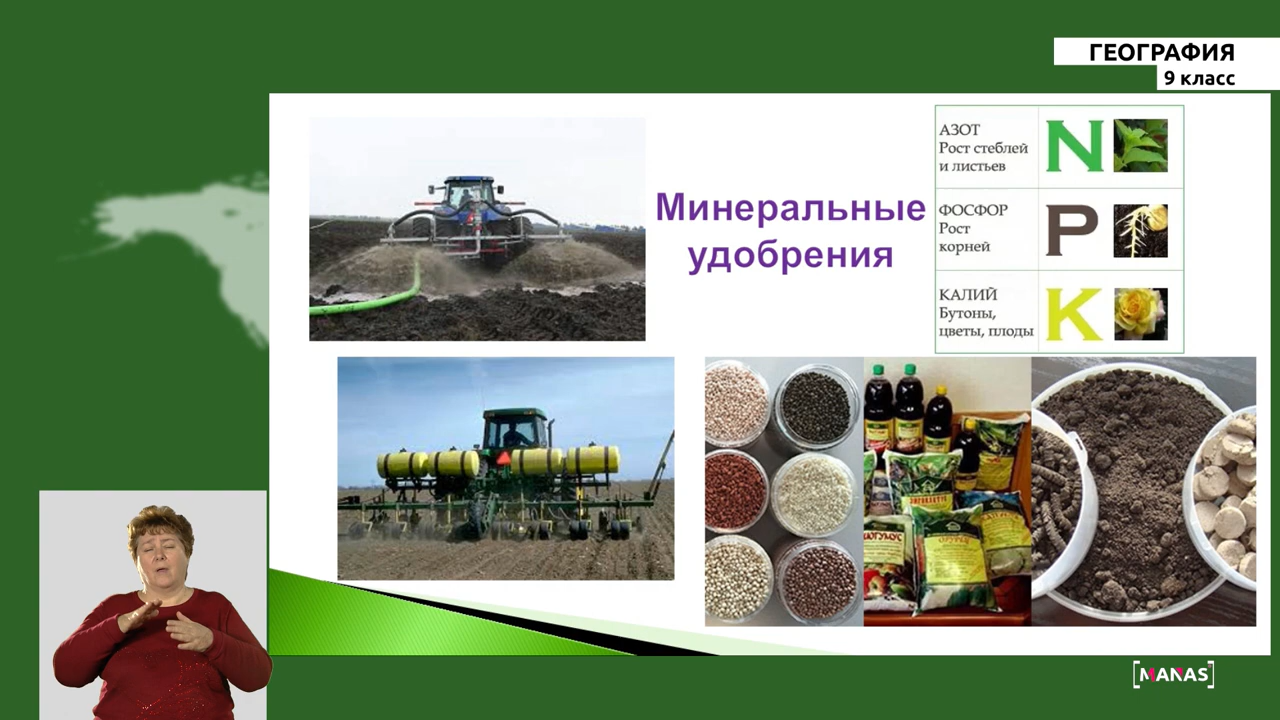 ГЕОГРАФИЯ
9 класс
Минеральные
удобрения
АЗОТ
Рост стеблей
и листьев
N
ФОСФОР
Рост
корней
P
КАЛИЙ
Бутоны,
цветы, плоды
K
[MANAS]